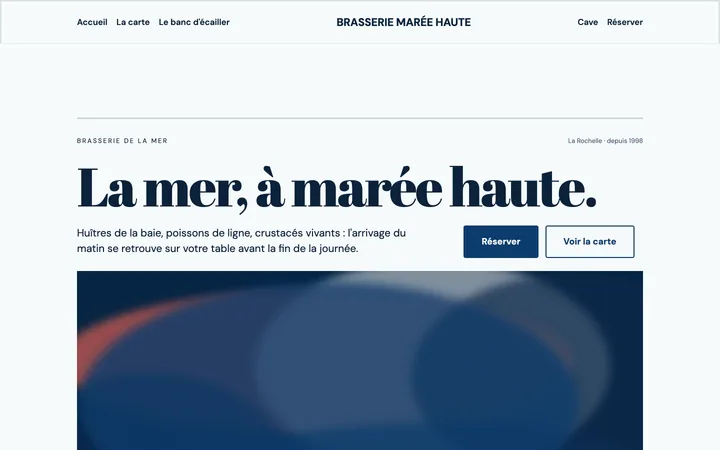 Accueil La carte Le banc d'écailler BRASSERIE MARÉE HAUTE Cave Réserver
BRASSERIE DE LA MER La Rochelle · depuis 1998
La mer, à marée haute.
Huîtres de la baie, poissons de ligne, crustacés vivants : l'arrivage du
matin se retrouve sur votre table avant la fin de la journée.
Réserver Voir la carte